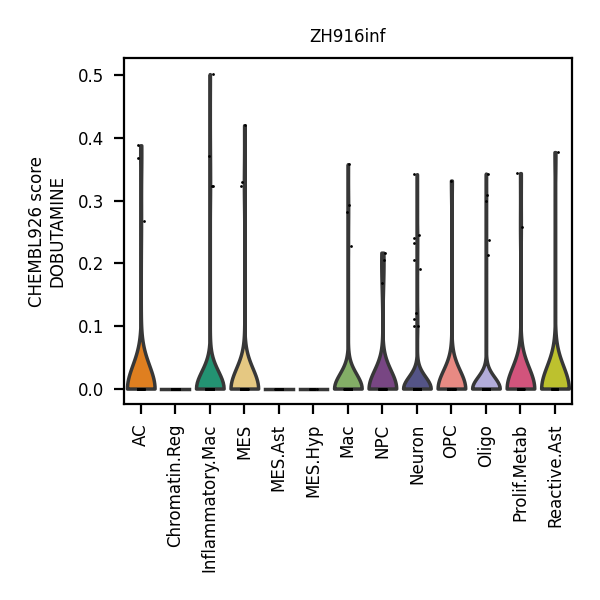 ZH916inf
CHEMBL926 score
DOBUTAMINE
0.5
0.4
0.3
0.2
0.1
0.0
AC
Chromatin.Reg
Inflammatory.Mac
MES
MES.Ast
MES.Hyp
Mac
NPC
Neuron
OPC
Oligo
Prolif.Metab
Reactive.Ast